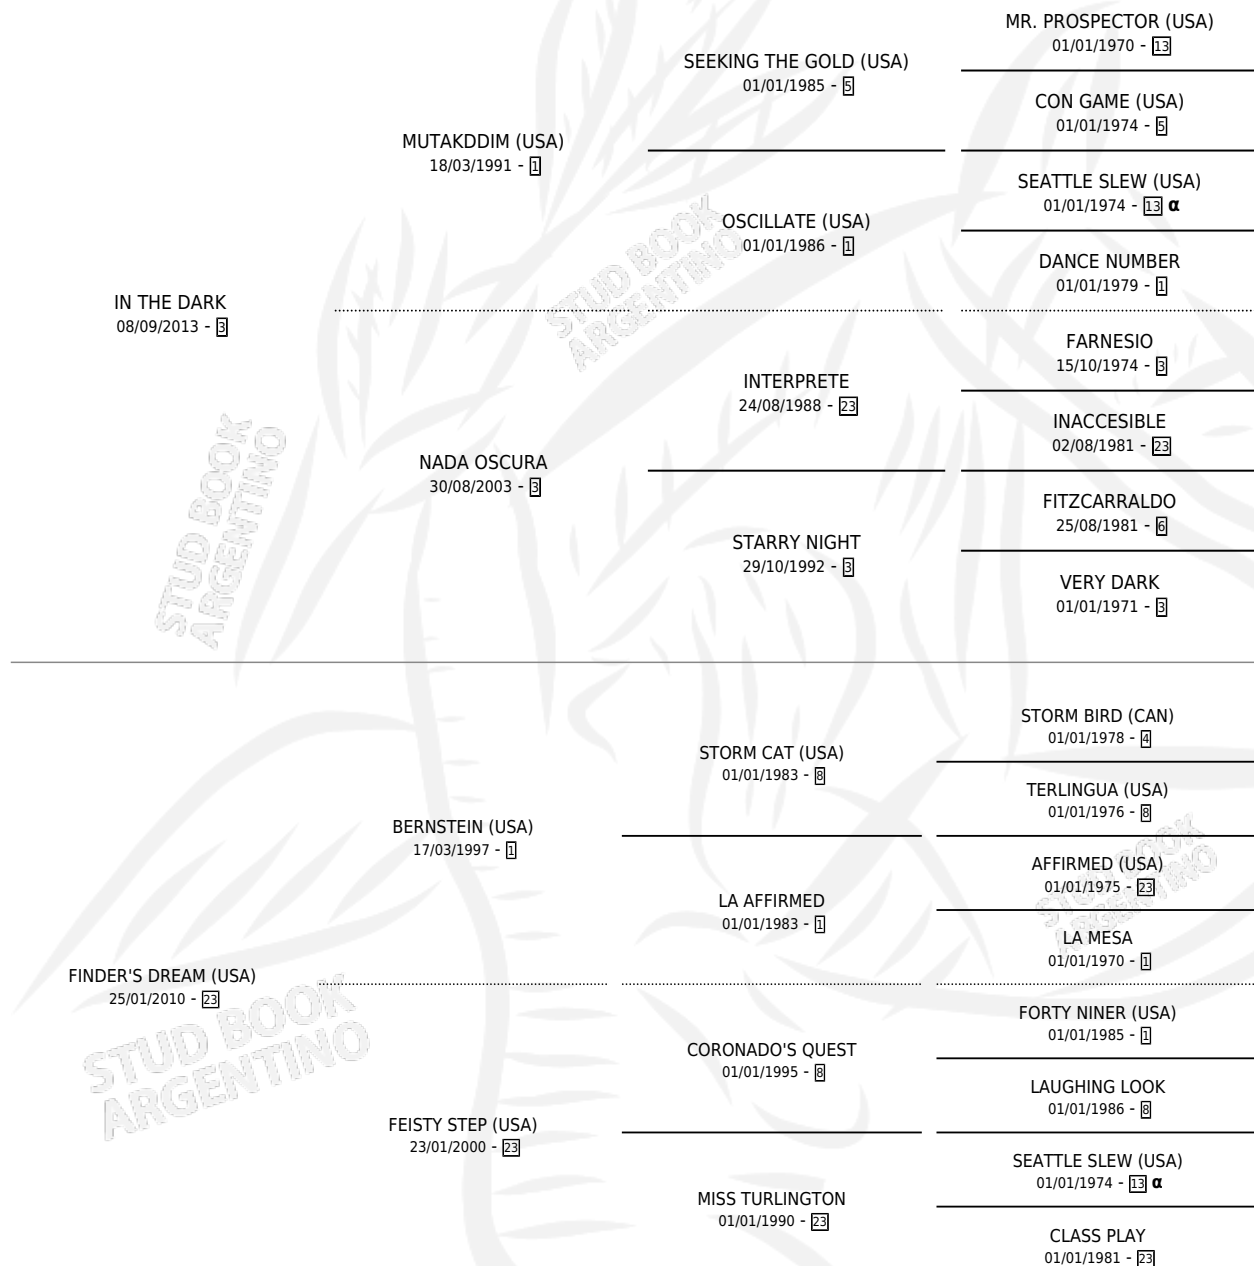 MR. PROSPECTOR (USA)
01/01/1970 - 13
SEEKING THE GOLD (USA)
01/01/1985 - 5
CON GAME (USA)
01/01/1974 - 5
MUTAKDDIM (USA)
18/03/1991 - 1
SEATTLE SLEW (USA)
01/01/1974 - 13 α
OSCILLATE (USA)
01/01/1986 - 1
DANCE NUMBER
01/01/1979 - 1
IN THE DARK
08/09/2013 - 3
STUD BOOK
ARGENTINO
FARNESIO
15/10/1974 - 3
INTERPRETE
24/08/1988 - 23
INACCESIBLE
02/08/1981 - 23
NADA OSCURA
30/08/2003 - 3
FITZCARRALDO
25/08/1981 - 6
STARRY NIGHT
29/10/1992 - 3
VERY DARK
01/01/1971 - 3
STUD BOOK
ARGENTINO
STORM BIRD (CAN)
01/01/1978 - 4
STORM CAT (USA)
01/01/1983 - 8
TERLINGUA (USA)
01/01/1976 - 8
BERNSTEIN (USA)
17/03/1997 - 1
AFFIRMED (USA)
01/01/1975 - 23
LA AFFIRMED
01/01/1983 - 1
LA MESA
01/01/1970 - 1
STUD BOOK
ARGENTINO
FINDER'S DREAM (USA)
25/01/2010 - 23
FORTY NINER (USA)
01/01/1985 - 1
CORONADO'S QUEST
01/01/1995 - 8
LAUGHING LOOK
01/01/1986 - 8
STUD BOOK
ARGENTINO
FEISTY STEP (USA)
23/01/2000 - 23
SEATTLE SLEW (USA)
01/01/1974 - 13 α
MISS TURLINGTON
01/01/1990 - 23
CLASS PLAY
01/01/1981 - 23